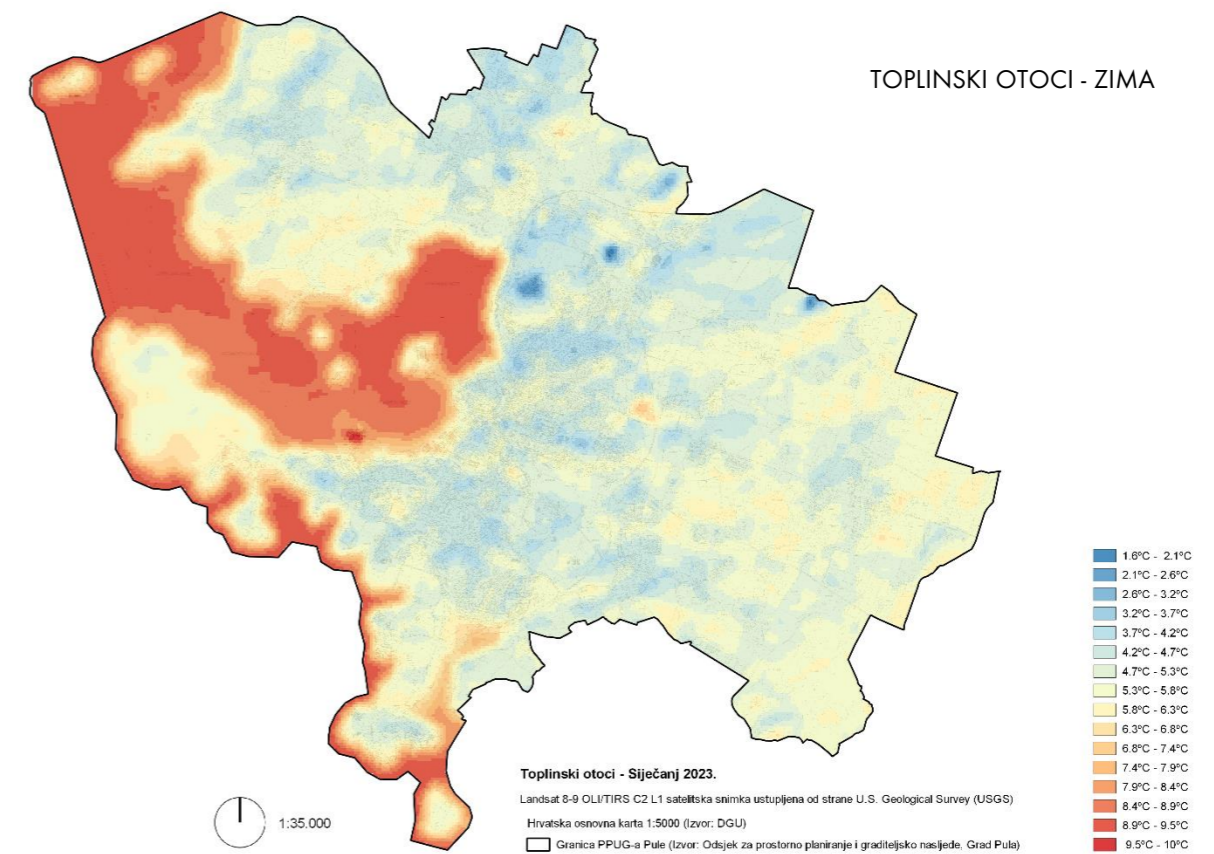 TOPLINSKI OTOCI - ZIMA
1.6°C - 2.1°C
2.1°C - 2.6°C
2.6°C - 3.2°C
3.2°C - 3.7°C
3.7°C - 4.2°C
4.2°C - 4.7°C
4.7°C - 5.3°C
5.3°C - 5.8°C
5.8°C - 6.3°C
6.3°C - 6.8°C
6.8°C - 7.4°C
7.4°C - 7.9°C
7.9°C - 8.4°C
8.4°C - 8.9°C
8.9°C - 9.5°C
9.5°C - 10°C
Toplinski otoci - Siječanj 2023.
Landsat 8-9 OLI/TIRS C2 L1 satelitska snimka ustupljena od strane U.S. Geological Survey (USGS)
1:35.000
Hrvatska osnovna karta 1:5000 (Izvor: DGU)
Granica PPUG-a Pule (Izvor: Odsjek za prostorno planiranje i graditeljsko nasljeđe, Grad Pula)